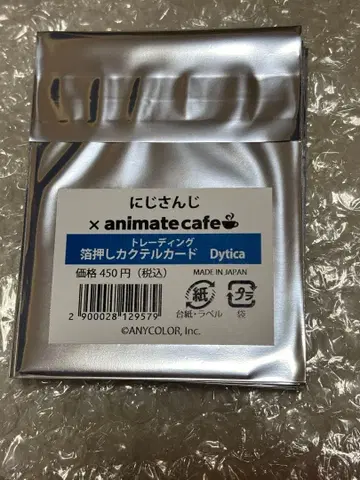 にじさんじ
× animatecafe
トレーディング
箔押しカクテルカード Dytica
価格 450 円（税込） MADE IN JAPAN
紙 プラ
台紙・ラベル 袋
2 900028 129579
©ANYCOLOR, Inc.